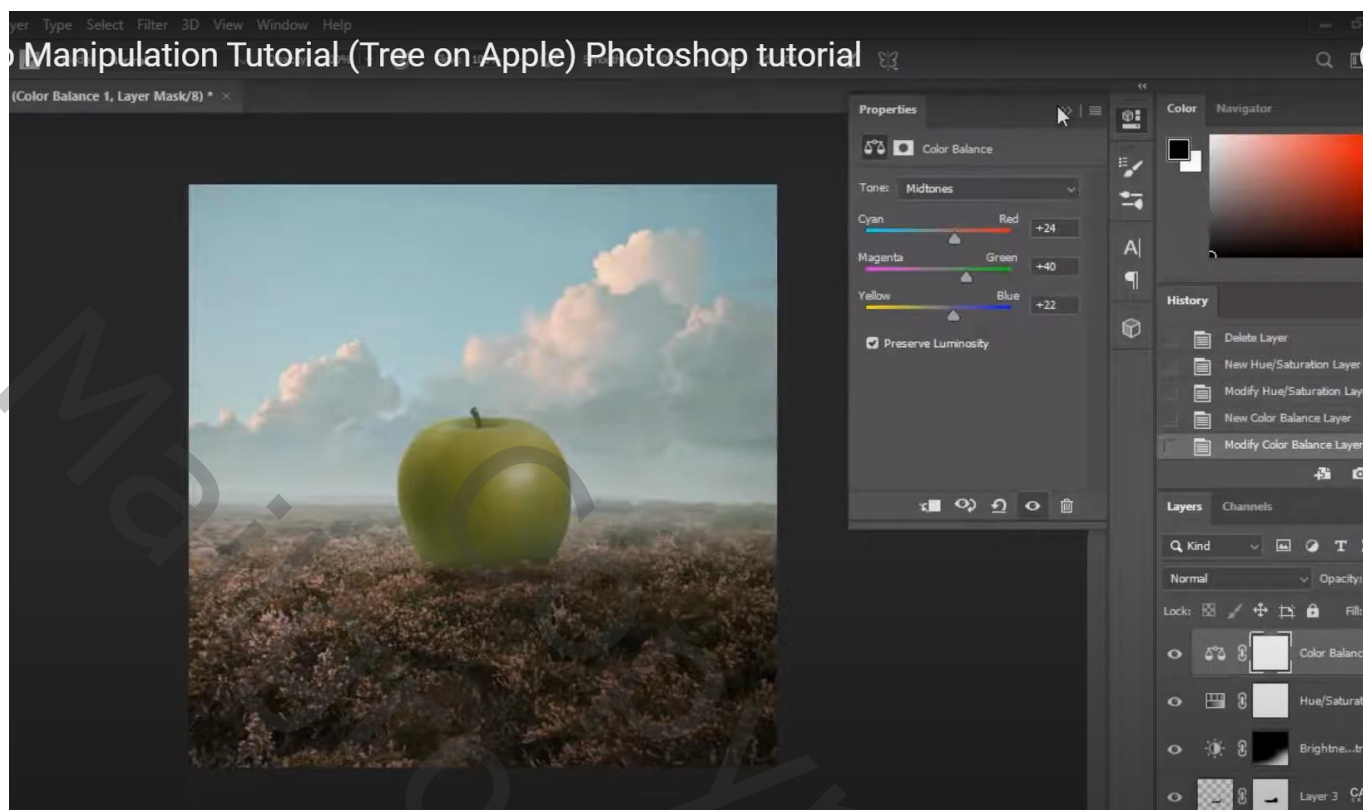 yer Type Select Filter 3D View Window Help
Manipulation Tutorial (Tree on Apple) Photoshop tutorial
(Color Balance 1, Layer Mask/8) * ×
Properties
Color Balance
Tone: Midtones
Cyan Red +24
Magenta Green +40
Yellow Blue +22
Preserve Luminosity
Color Navigator
History
Delete Layer
New Hue/Saturation Layer
Modify Hue/Saturation Lay
New Color Balance Layer
Modify Color Balance Layer
Layers Channels
Kind
Normal Opacity:
Lock: Fill:
Color Balanc
Hue/Saturat
Brightne...tr
Layer 3